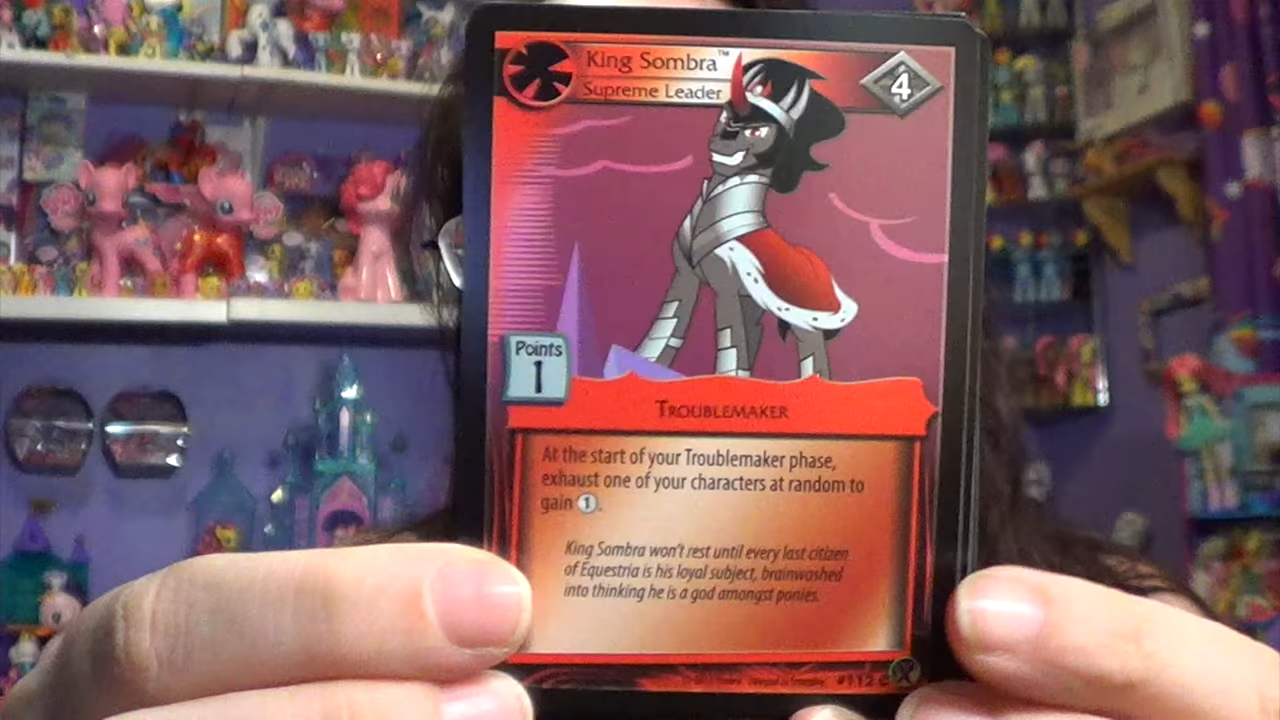 King Sombra™
Supreme Leader
4
Points
1
Troublemaker
At the start of your Troublemaker phase,
exhaust one of your characters at random to
gain 1.
King Sombra won't rest until every last citizen
of Equestria is his loyal subject, brainwashed
into thinking he is a god amongst ponies.
#112 C